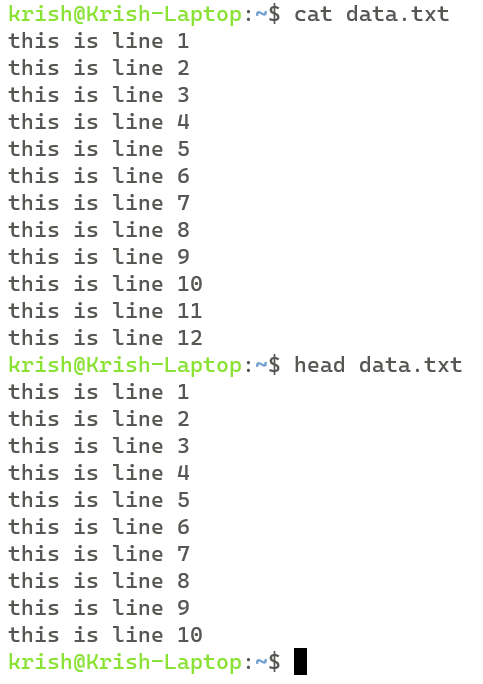 krish@Krish-Laptop:~$ cat data.txt
this is line 1
this is line 2
this is line 3
this is line 4
this is line 5
this is line 6
this is line 7
this is line 8
this is line 9
this is line 10
this is line 11
this is line 12
krish@Krish-Laptop:~$ head data.txt
this is line 1
this is line 2
this is line 3
this is line 4
this is line 5
this is line 6
this is line 7
this is line 8
this is line 9
this is line 10
krish@Krish-Laptop:~$